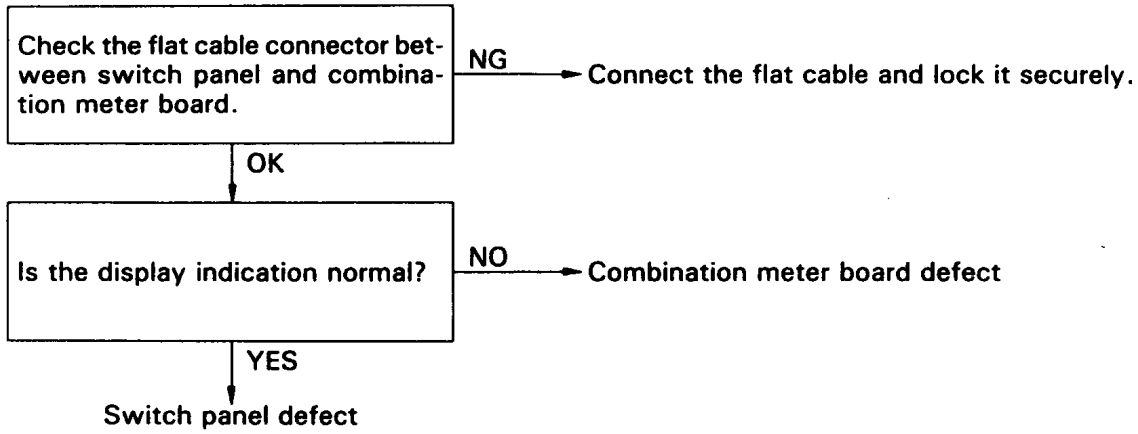 Check the flat cable connector bet-
ween switch panel and combina-
tion meter board.
NG
Connect the flat cable and lock it securely.
OK
Is the display indication normal?
NO
Combination meter board defect
YES
Switch panel defect